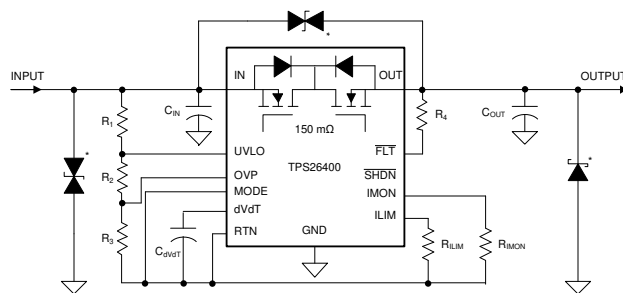 *
INPUT
IN
OUT
OUTPUT
C_IN
R_1
150 mΩ
R_4
C_OUT
*
*
UVLO
FLT
TPS26400
R_2
OVP
SHDN
MODE
IMON
dVdT
ILIM
R_3
RTN
GND
C_dVdT
R_ILIM
R_IMON